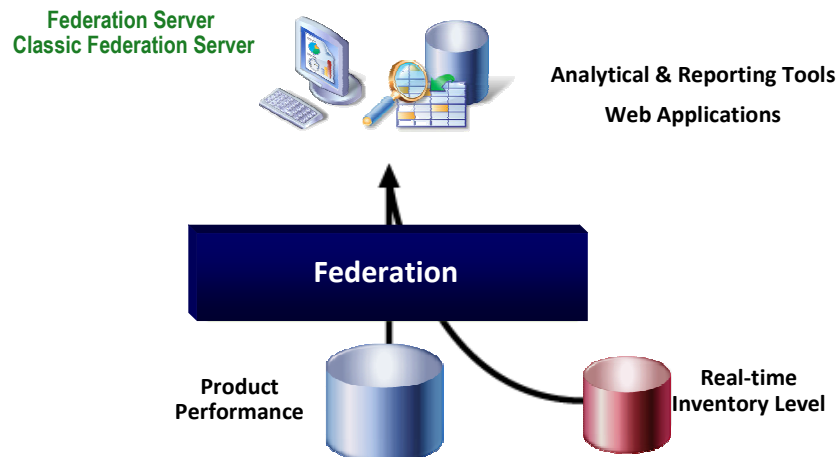 Federation Server
Classic Federation Server
Analytical & Reporting Tools
Web Applications
Federation
Product
Performance
Real-time
Inventory Level